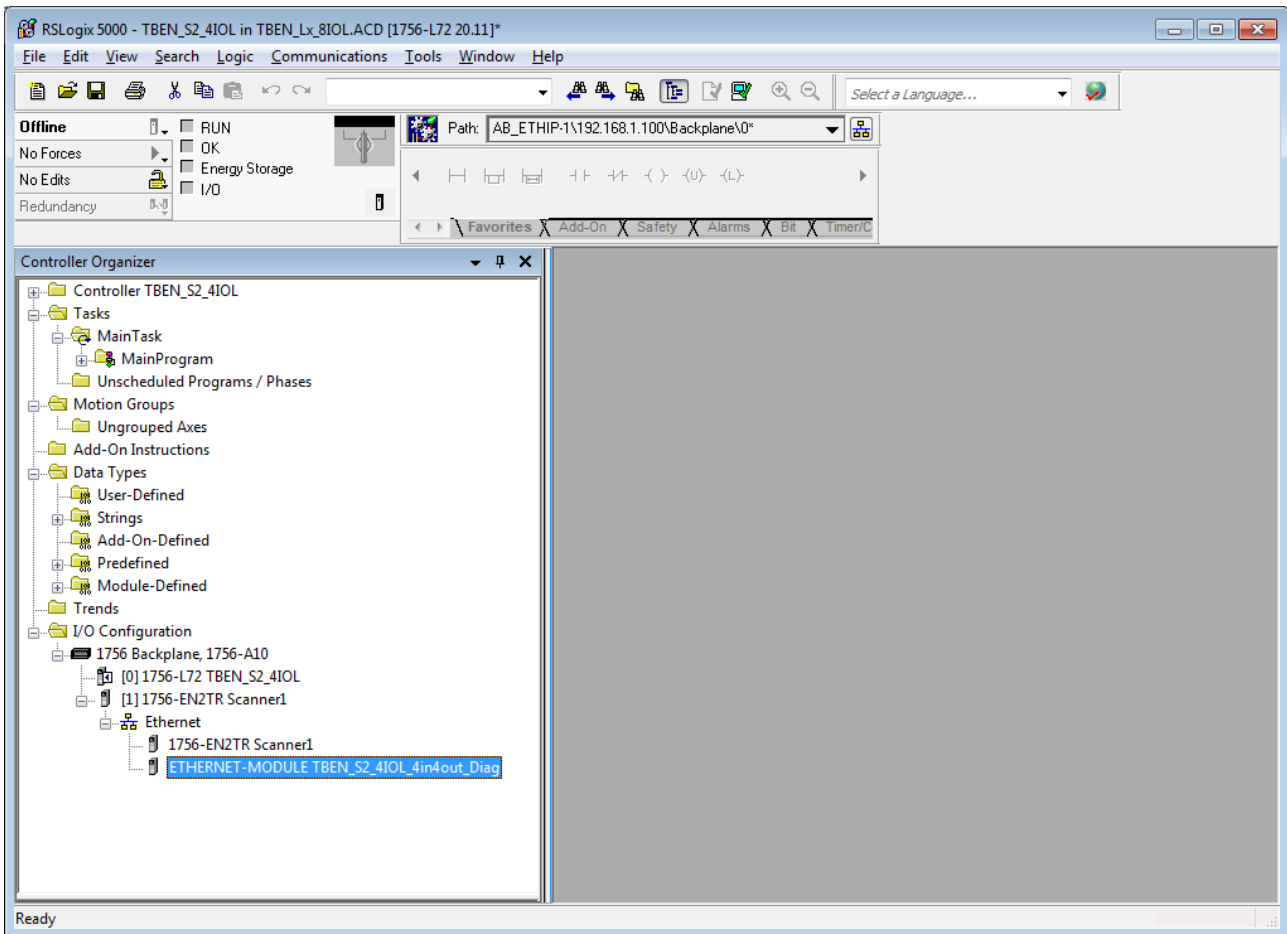 RSLogix 5000 - TBEN_S2_4IOL in TBEN_Lx_8IOL.ACD [1756-L72 20.11]*
File Edit View Search Logic Communications Tools Window Help
Select a Language...
Offline
RUN
No Forces
OK
Energy Storage
No Edits
I/O
Redundancy
Path: AB_ETHIP-1\192.168.1.100\Backplane\0*
Favorites Add-On Safety Alarms Bit Timer/C
Controller Organizer
Controller TBEN_S2_4IOL
Tasks
MainTask
MainProgram
Unscheduled Programs / Phases
Motion Groups
Ungrouped Axes
Add-On Instructions
Data Types
User-Defined
Strings
Add-On-Defined
Predefined
Module-Defined
Trends
I/O Configuration
1756 Backplane, 1756-A10
[0] 1756-L72 TBEN_S2_4IOL
[1] 1756-EN2TR Scanner1
Ethernet
1756-EN2TR Scanner1
ETHERNET-MODULE TBEN_S2_4IOL_4in4out_Diag
Ready